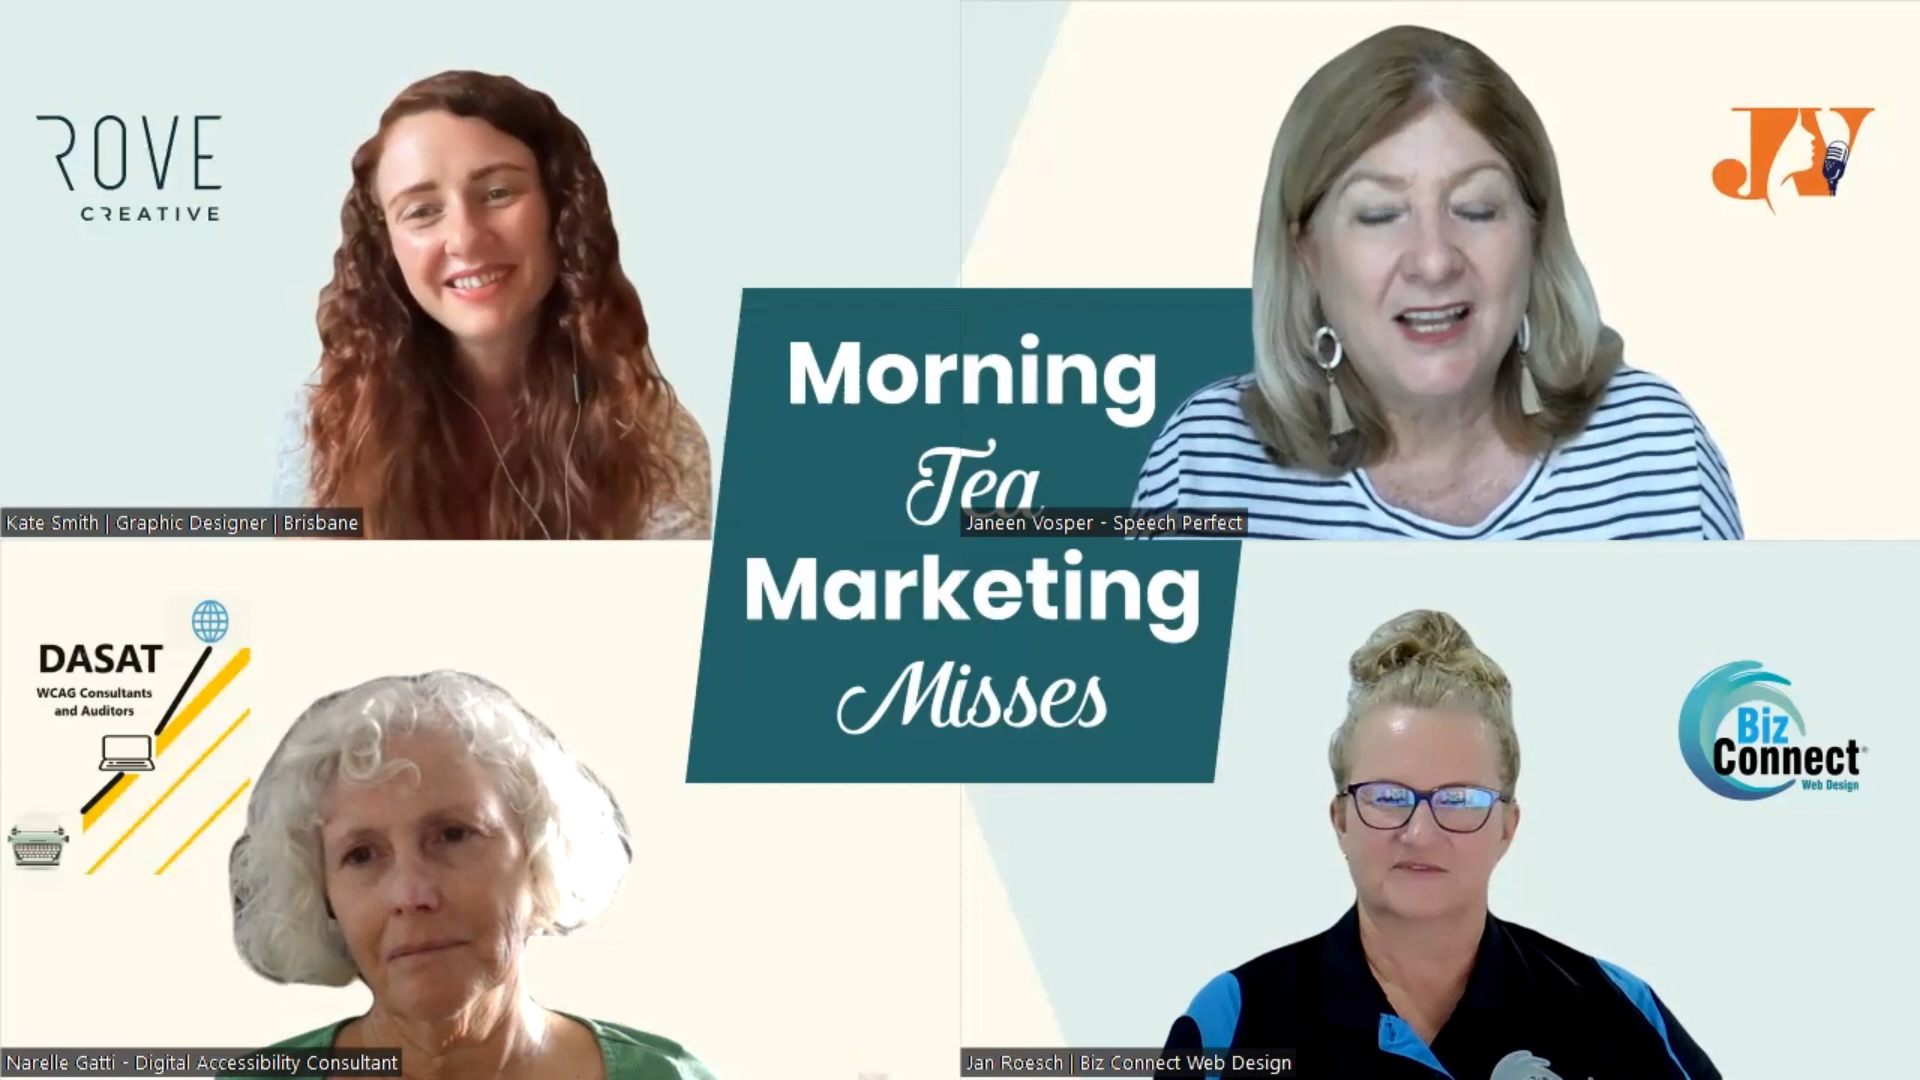 ROVE
CREATIVE
JV
Kate Smith | Graphic Designer | Brisbane
Janeen Vosper - Speech Perfect
Morning
Tea
Marketing
Misses
DASAT
WCAG Consultants
and Auditors
Biz
Connect®
Web Design
Narelle Gatti - Digital Accessibility Consultant
Jan Roesch | Biz Connect Web Design